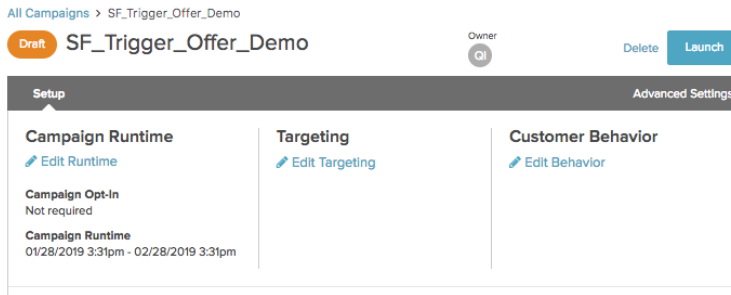 All Campaigns > SF_Trigger_Offer_Demo
Draft SF_Trigger_Offer_Demo
Owner
QI
Delete
Launch
Setup
Advanced Settings
Campaign Runtime
Edit Runtime
Campaign Opt-In
Not required
Campaign Runtime
01/28/2019 3:31pm - 02/28/2019 3:31pm
Targeting
Edit Targeting
Customer Behavior
Edit Behavior